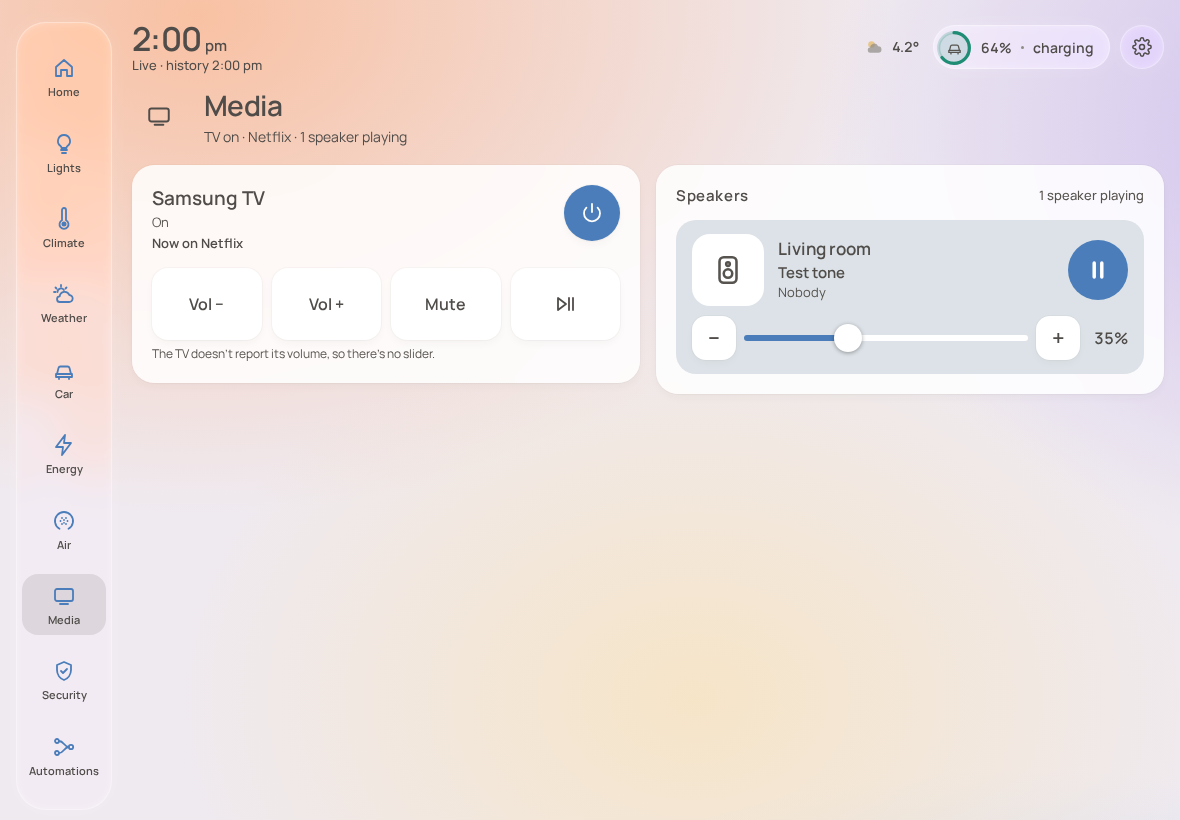 2:00 pm
Live · history 2:00 pm
4.2°
64% • charging
Home
Lights
Climate
Weather
Car
Energy
Air
Media
Security
Automations
Media
TV on · Netflix · 1 speaker playing
Samsung TV
On
Now on Netflix
Vol −
Vol +
Mute
The TV doesn't report its volume, so there's no slider.
Speakers
1 speaker playing
Living room
Test tone
Nobody
−
+
35%